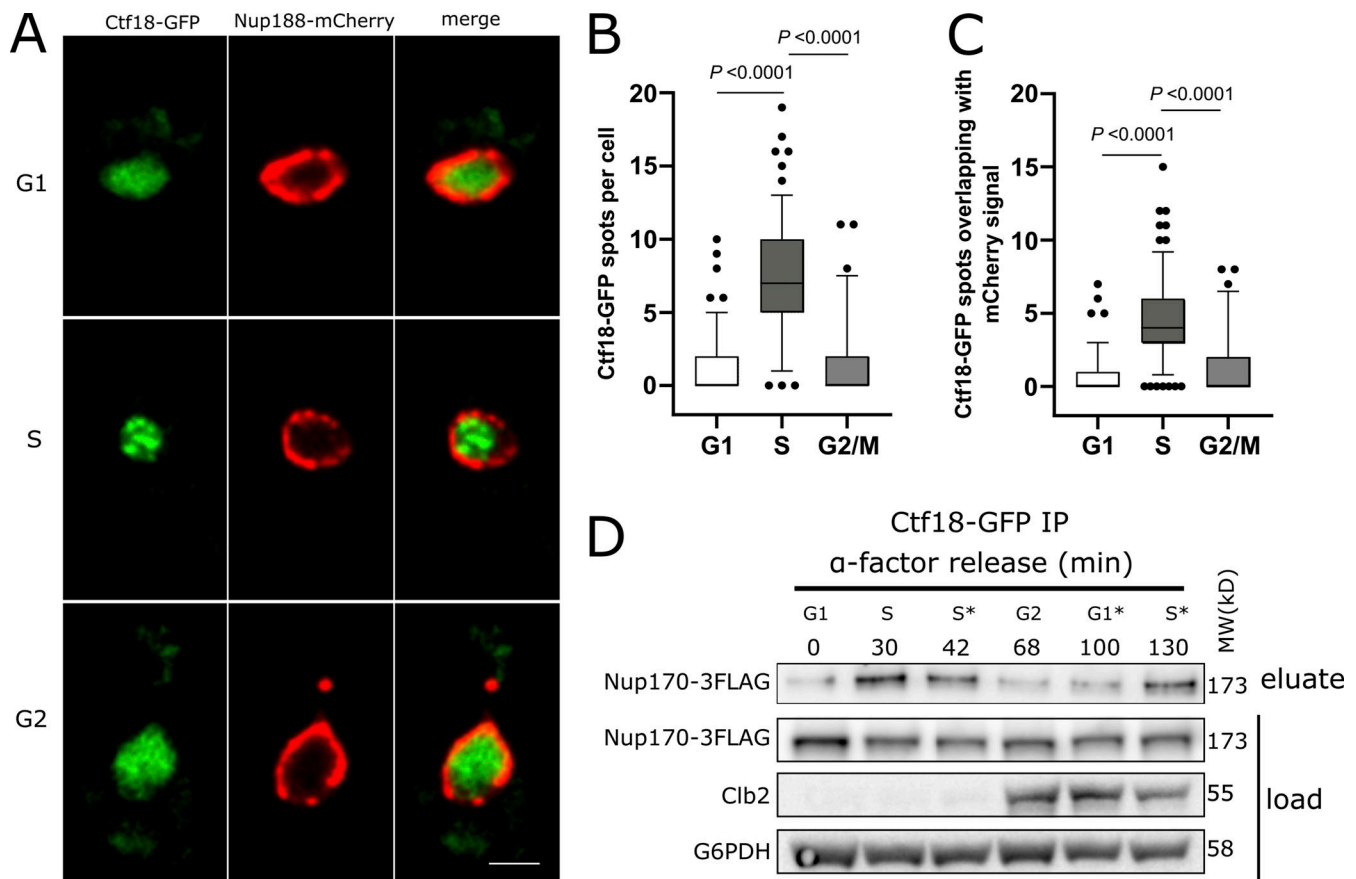 A
Ctf18-GFP Nup188-mCherry merge
G1
S
G2
B
P <0.0001
P <0.0001
Ctf18-GFP spots per cell
20
15
10
5
0
G1 S G2/M
C
P <0.0001
P <0.0001
Ctf18-GFP spots overlapping with
mCherry signal
20
15
10
5
0
G1 S G2/M
D
Ctf18-GFP IP
α-factor release (min)
G1 S S* G2 G1* S*
0 30 42 68 100 130
MW(kD)
Nup170-3FLAG 173 eluate
Nup170-3FLAG 173
Clb2 55
load
G6PDH 58